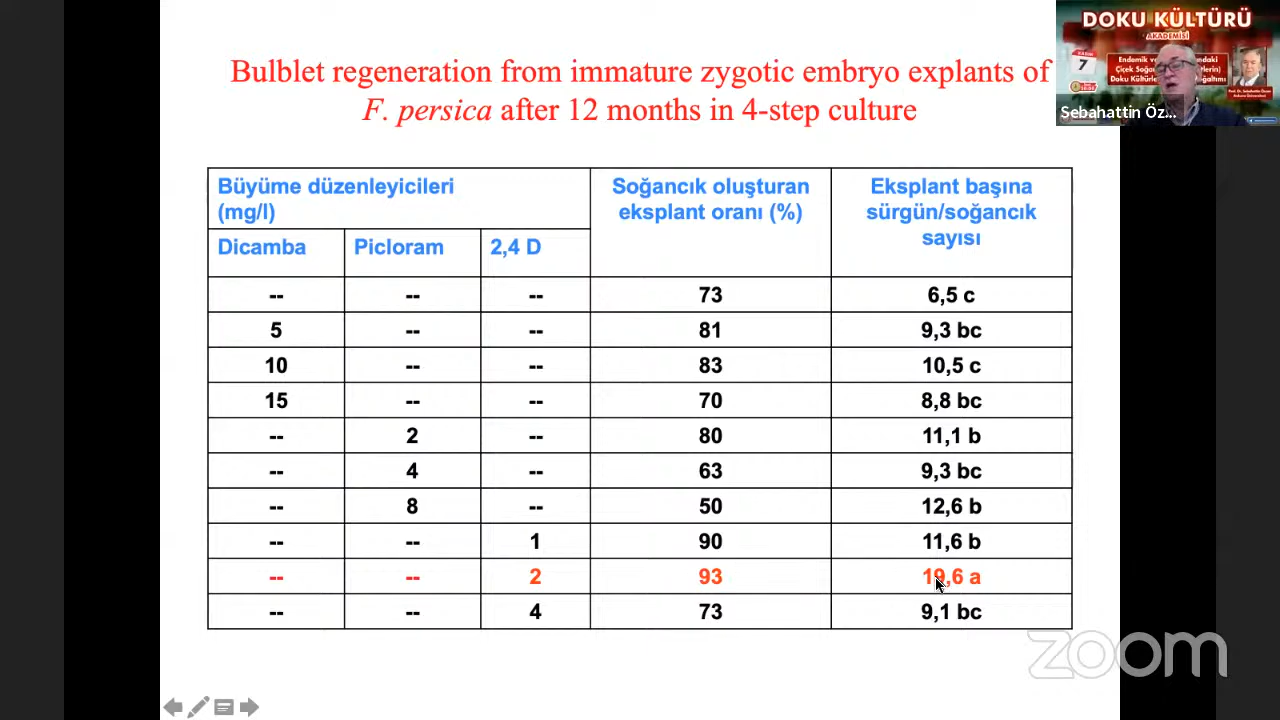 Bulblet regeneration from immature zygotic embryo explants of
F. persica after 12 months in 4-step culture
DOKU KÜLTÜRÜ
AKADEMİSİ
7
Sebahattin Öz...
Büyüme düzenleyicileri
(mg/l)
Soğancık oluşturan
eksplant oranı (%)
Eksplant başına
sürgün/soğancık
sayısı
Dicamba Picloram 2,4 D
-- -- -- 73 6,5 c
5 -- -- 81 9,3 bc
10 -- -- 83 10,5 c
15 -- -- 70 8,8 bc
-- 2 -- 80 11,1 b
-- 4 -- 63 9,3 bc
-- 8 -- 50 12,6 b
-- -- 1 90 11,6 b
-- -- 2 93 19,6 a
-- -- 4 73 9,1 bc
zoom